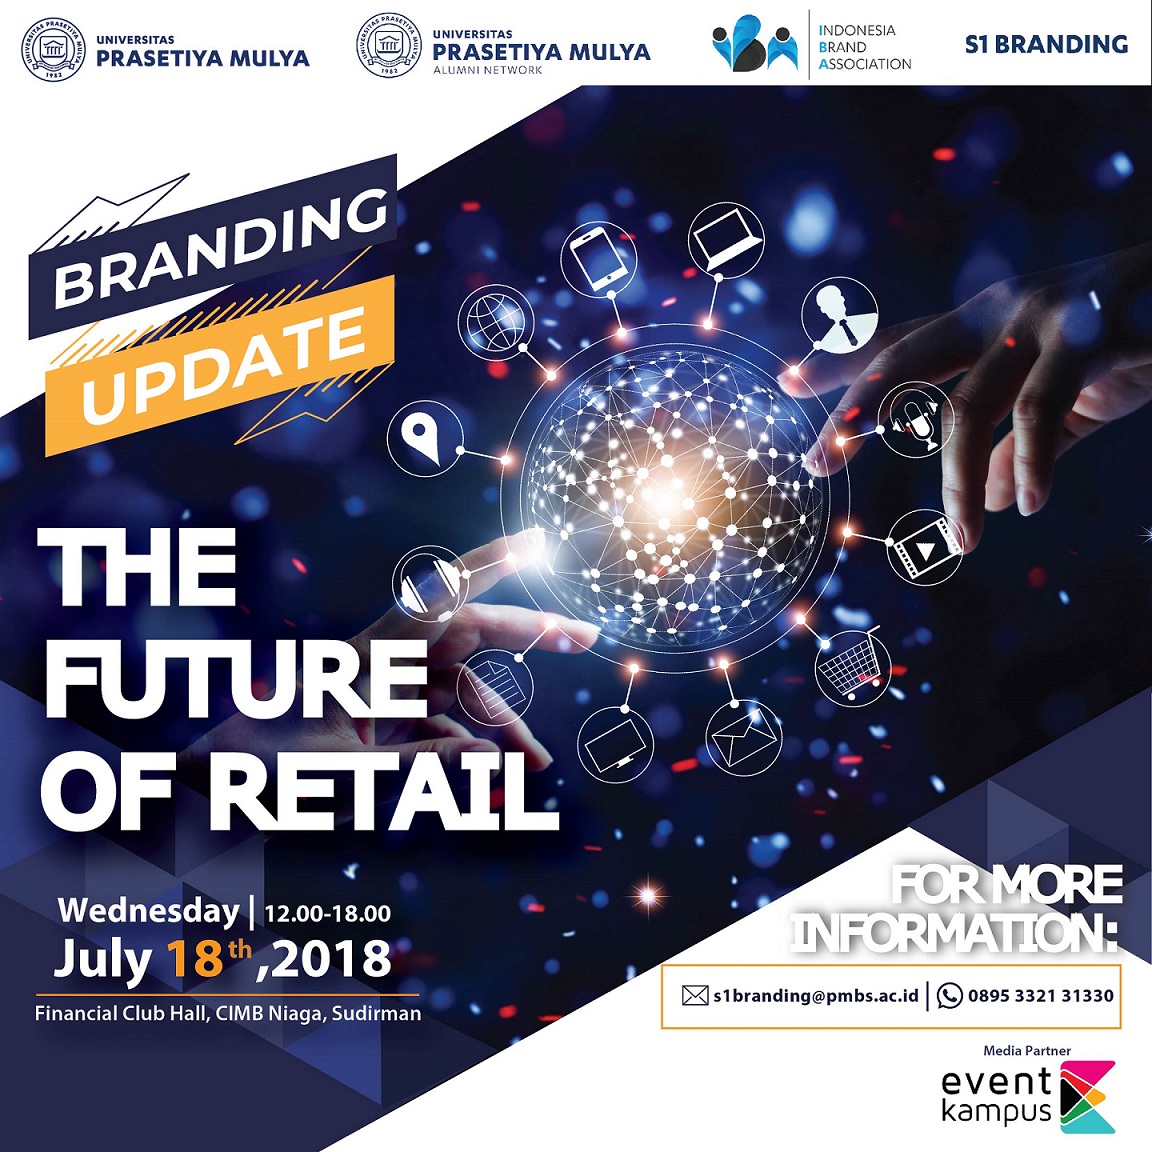 UNIVERSITAS
PRASETIYA MULYA
UNIVERSITAS
PRASETIYA MULYA
ALUMNI NETWORK
INDONESIA
BRAND
ASSOCIATION
S1 BRANDING
BRANDING
UPDATE
THE
FUTURE
OF RETAIL
Wednesday | 12.00-18.00
July 18th ,2018
Financial Club Hall, CIMB Niaga, Sudirman
FOR MORE
INFORMATION:
s1branding@pmbs.ac.id | 0895 3321 31330
Media Partner
event
kampus